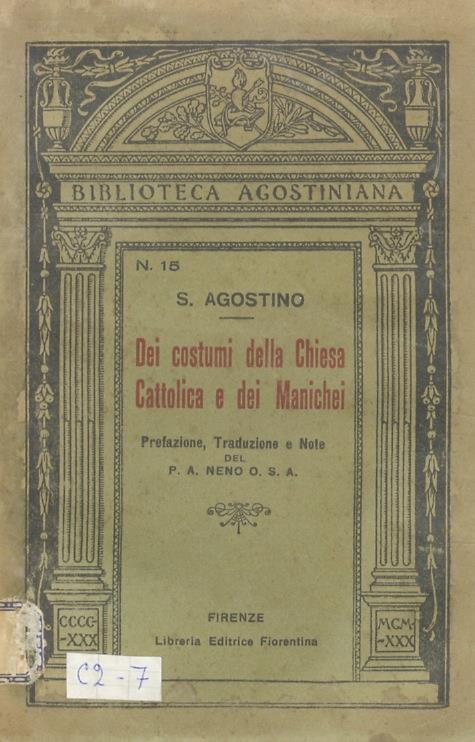 BIBLIOTECA AGOSTINIANA
N. 15
S. AGOSTINO
Dei costumi della Chiesa
Cattolica e dei Manichei
Prefazione, Traduzione e Note
DEL
P. A. NENO O. S. A.
FIRENZE
Libreria Editrice Fiorentina
CCCC-
-XXX
MCM-
-XXX
C2-7